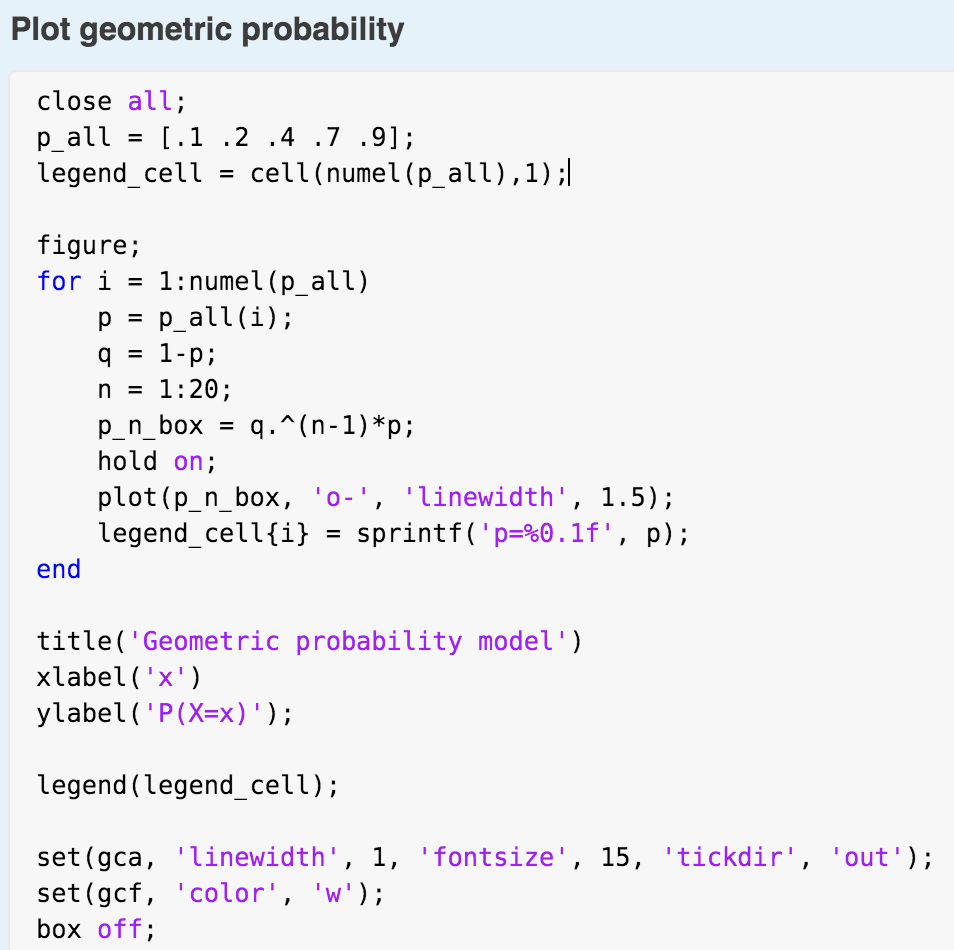 Plot geometric probability
close all;
p_all = [.1 .2 .4 .7 .9];
legend_cell = cell(numel(p_all),1);
figure;
for i = 1:numel(p_all)
    p = p_all(i);
    q = 1-p;
    n = 1:20;
    p_n_box = q.^(n-1)*p;
    hold on;
    plot(p_n_box, 'o-', 'linewidth', 1.5);
    legend_cell{i} = sprintf('p=%0.1f', p);
end
title('Geometric probability model')
xlabel('x')
ylabel('P(X=x)');
legend(legend_cell);
set(gca, 'linewidth', 1, 'fontsize', 15, 'tickdir', 'out');
set(gcf, 'color', 'w');
box off;